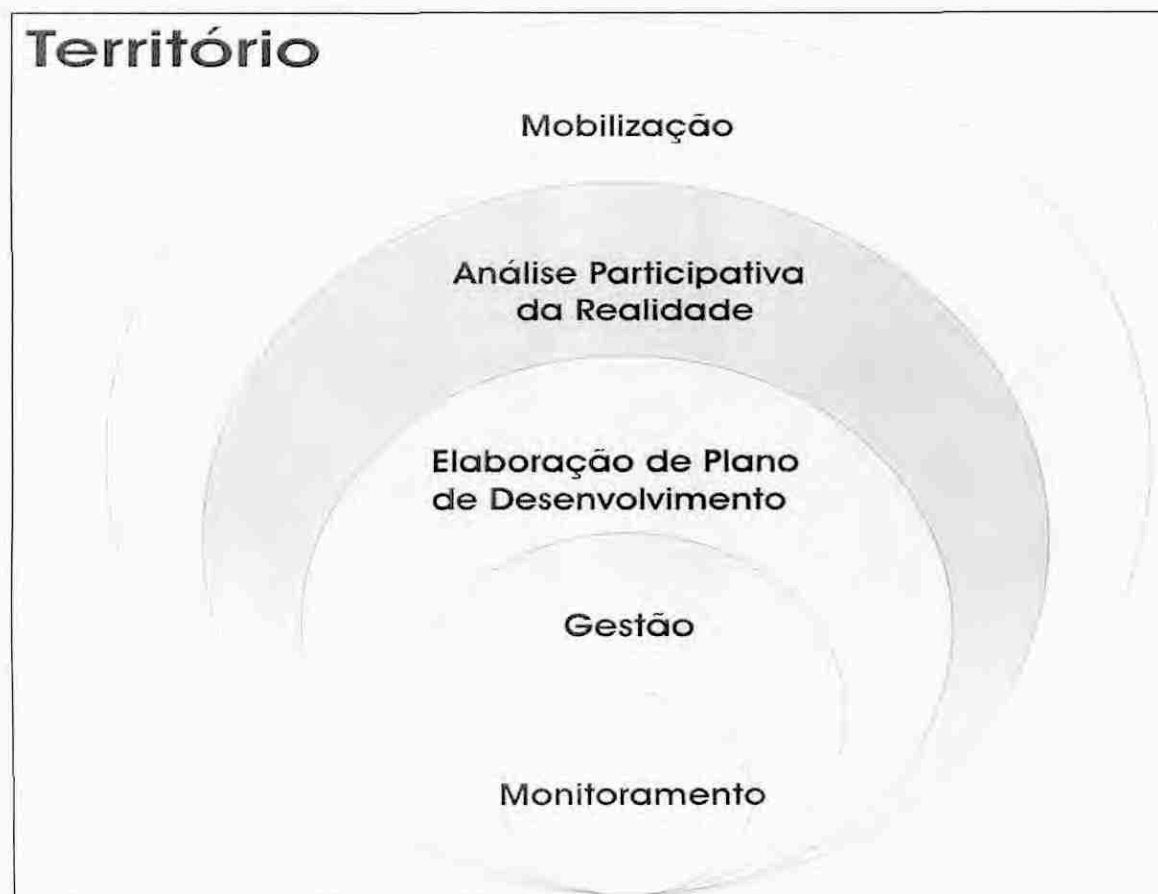 Território
Mobilização
Análise Participativa
da Realidade
Elaboração de Plano
de Desenvolvimento
Gestão
Monitoramento